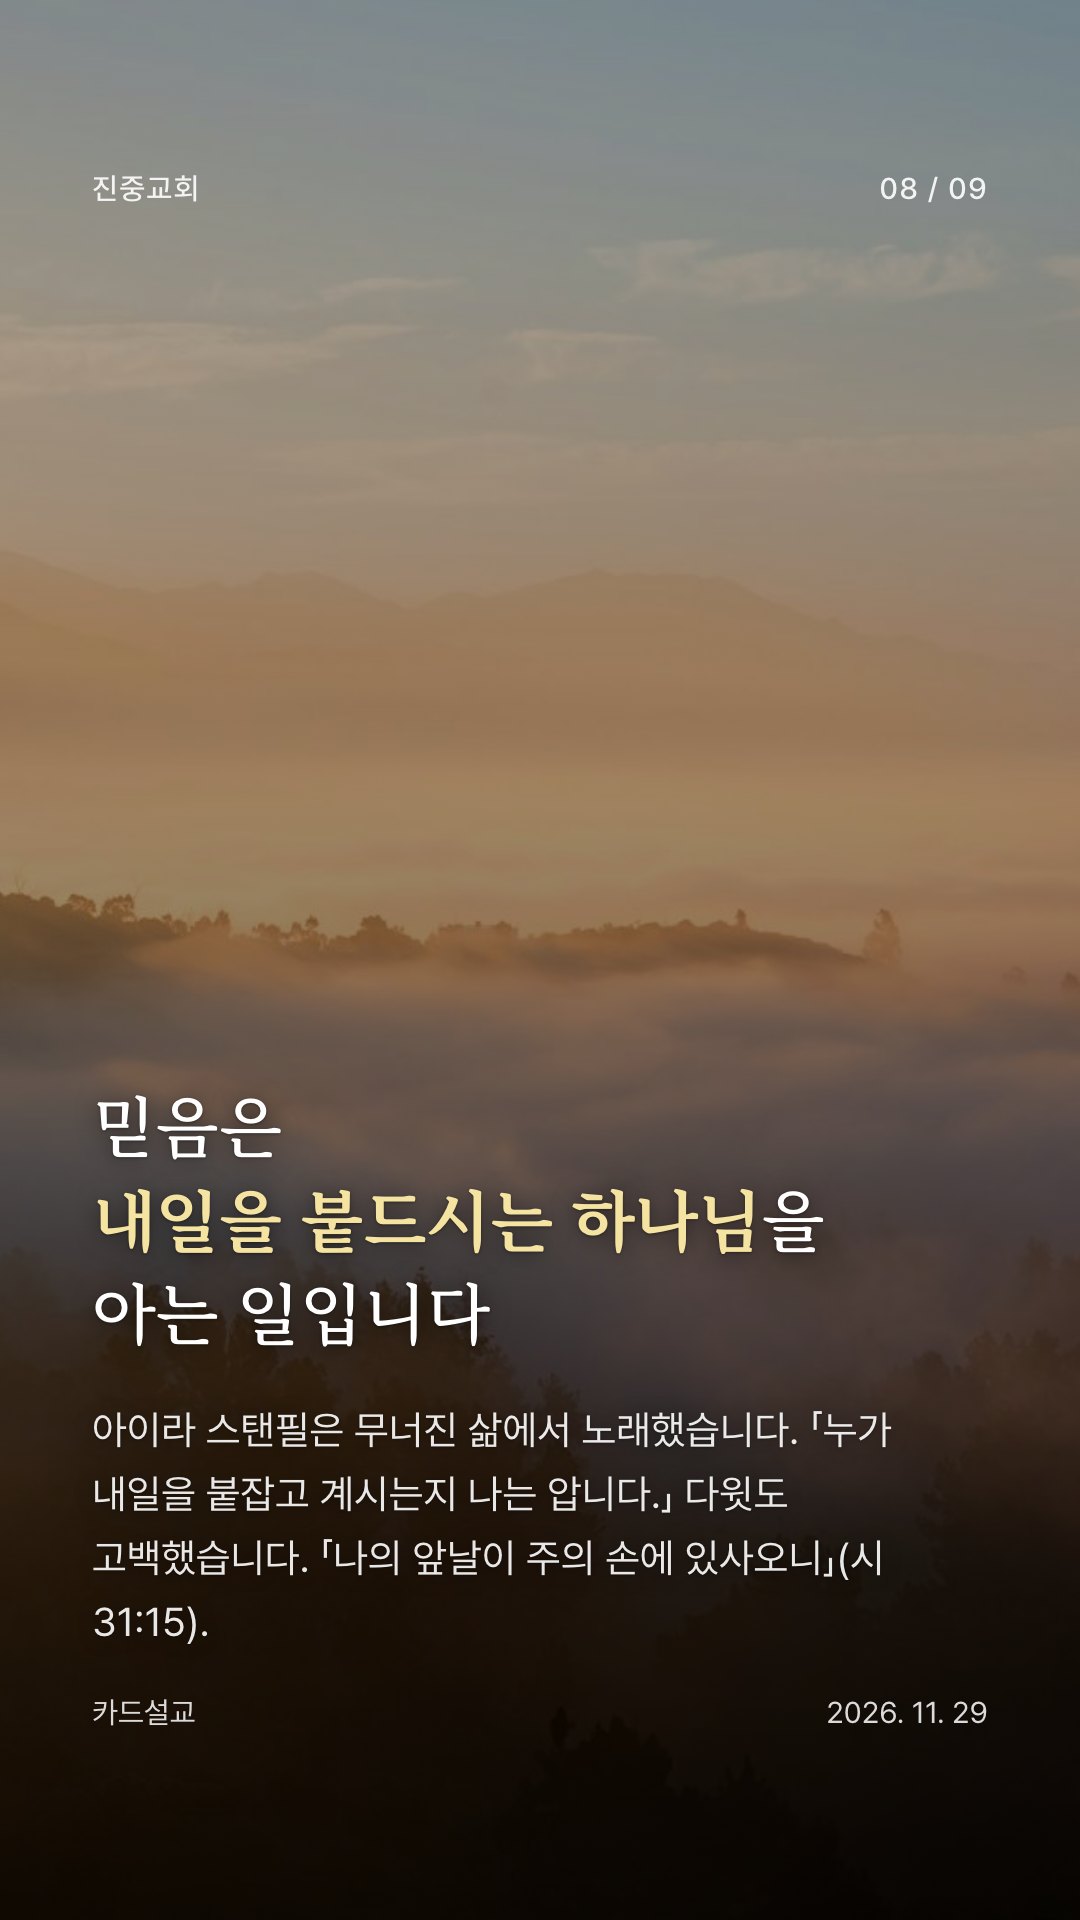 진중교회
08 / 09
믿음은
내일을 붙드시는 하나님을
아는 일입니다
아이라 스탠필은 무너진 삶에서 노래했습니다. 「누가
내일을 붙잡고 계시는지 나는 압니다.」 다윗도
고백했습니다. 「나의 앞날이 주의 손에 있사오니」(시
31:15).
카드설교
2026. 11. 29